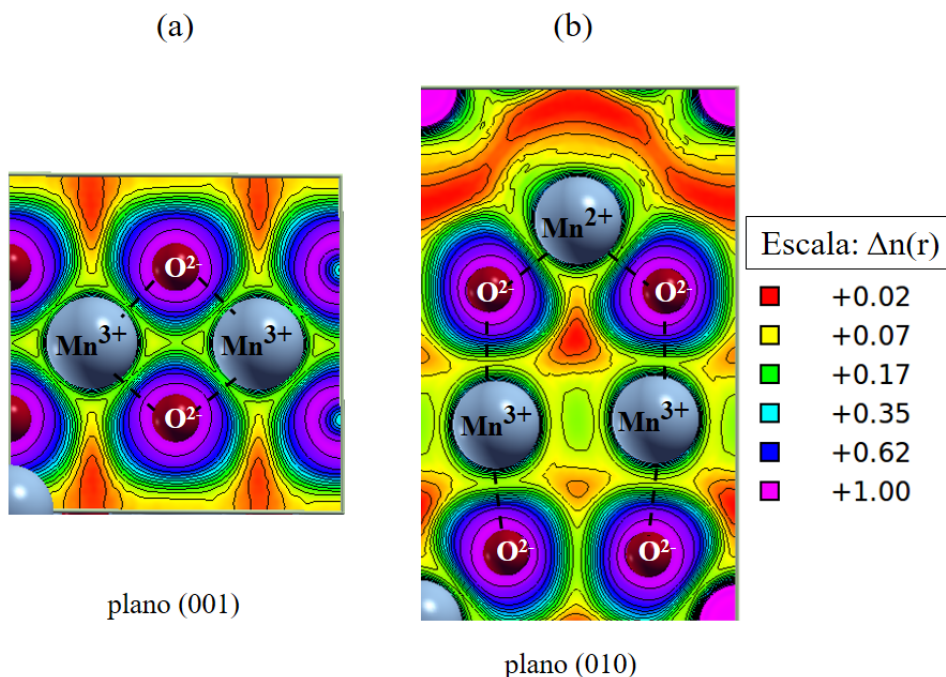 (a)
O²⁻
Mn³⁺ Mn³⁺
O²⁻
plano (001)
(b)
Mn²⁺
O²⁻ O²⁻
Mn³⁺ Mn³⁺
O²⁻ O²⁻
plano (010)
Escala: Δn(r)
+0.02
+0.07
+0.17
+0.35
+0.62
+1.00